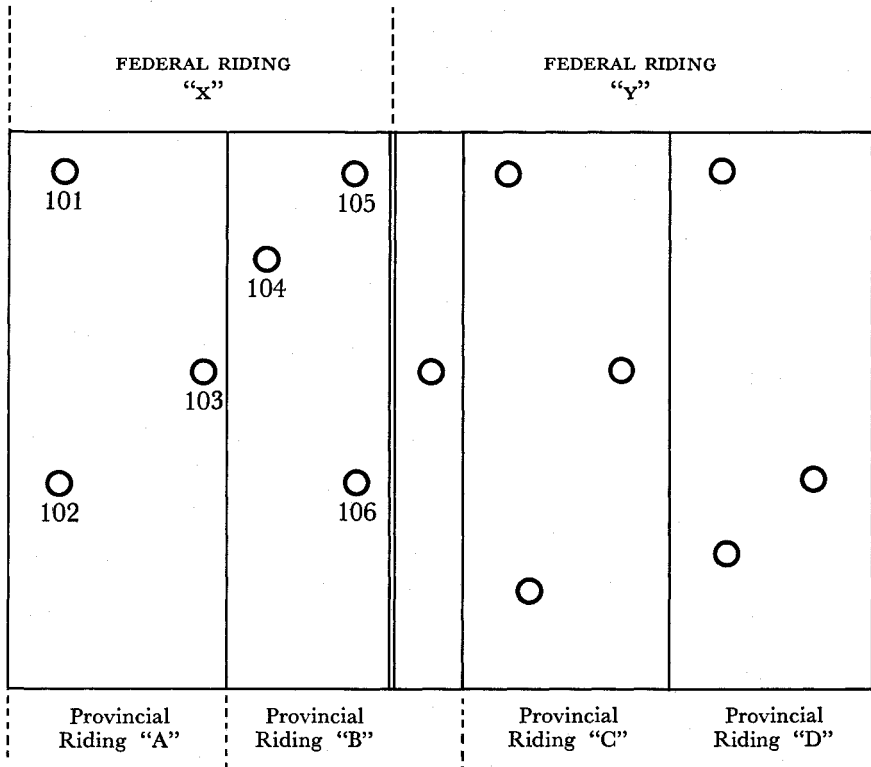 FEDERAL RIDING
“X”
FEDERAL RIDING
“Y”
101
105
104
103
102
106
Provincial
Riding “A”
Provincial
Riding “B”
Provincial
Riding “C”
Provincial
Riding “D”